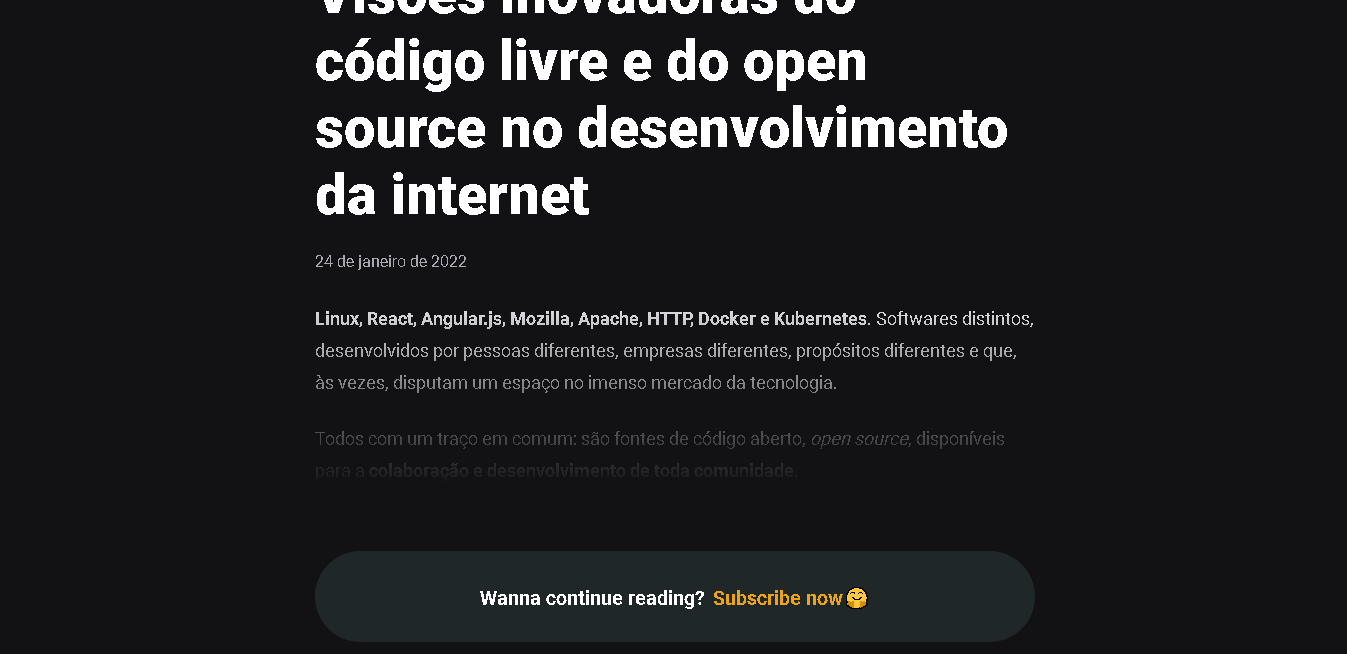 Visões inovadoras do
código livre e do open
source no desenvolvimento
da internet
24 de janeiro de 2022
Linux, React, Angular.js, Mozilla, Apache, HTTP, Docker e Kubernetes. Softwares distintos,
desenvolvidos por pessoas diferentes, empresas diferentes, propósitos diferentes e que,
às vezes, disputam um espaço no imenso mercado da tecnologia.
Todos com um traço em comum: são fontes de código aberto, open source, disponíveis
para a colaboração e desenvolvimento de toda comunidade.
Wanna continue reading? Subscribe now 🤗